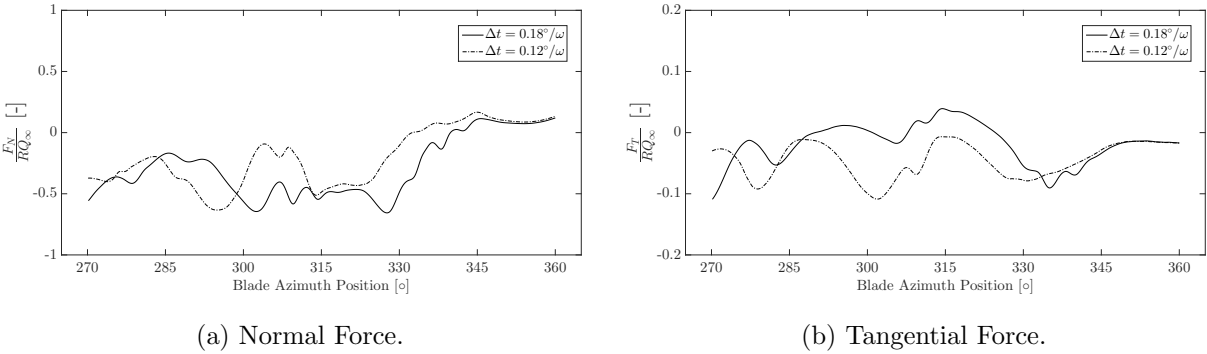 1
0.5
0
-0.5
-1
F_N / RQ_∞ [-]
270 285 300 315 330 345 360
Blade Azimuth Position [∘]
Δt = 0.18°/ω
Δt = 0.12°/ω
(a) Normal Force.
0.2
0.1
0
-0.1
-0.2
F_T / RQ_∞ [-]
270 285 300 315 330 345 360
Blade Azimuth Position [∘]
Δt = 0.18°/ω
Δt = 0.12°/ω
(b) Tangential Force.